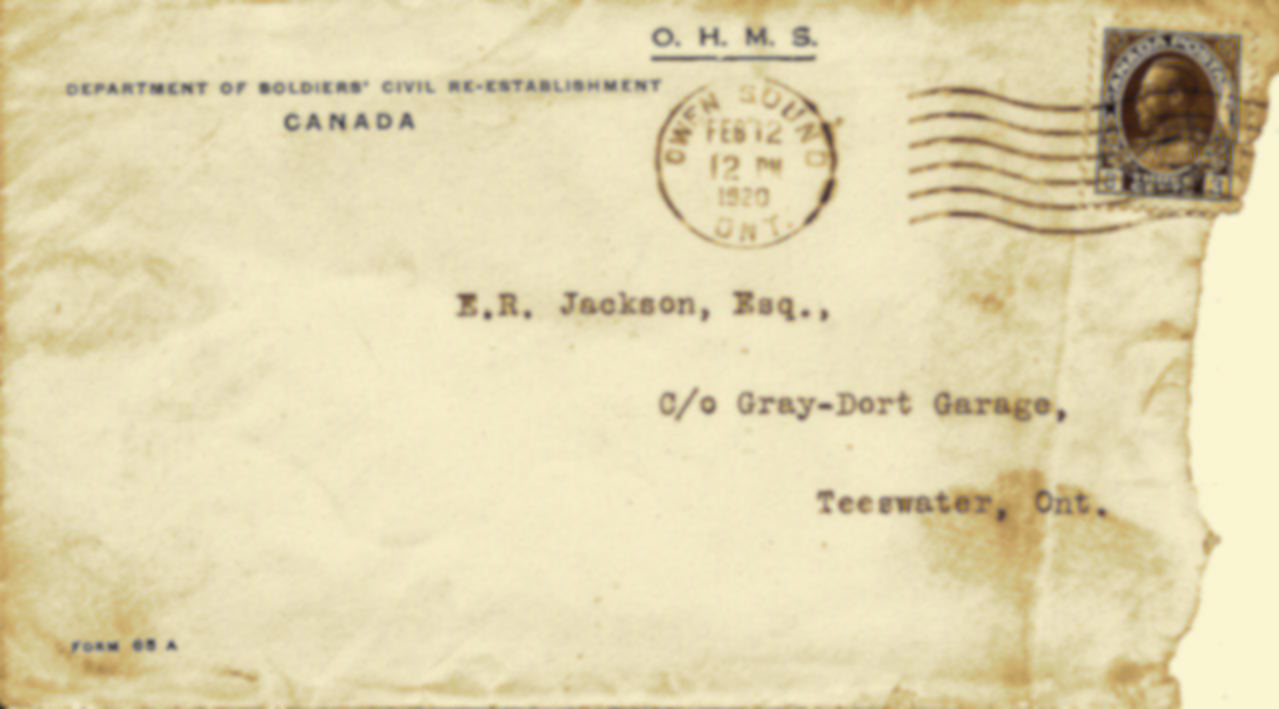 O. H. M. S.
DEPARTMENT OF SOLDIERS' CIVIL RE-ESTABLISHMENT
CANADA
OWEN SOUND
FEB 12
12 PM
1920
ONT.
CANADA POSTAGE
E.R. Jackson, Esq.,
C/o Gray-Dort Garage,
Teeswater, Ont.
FORM 65 A